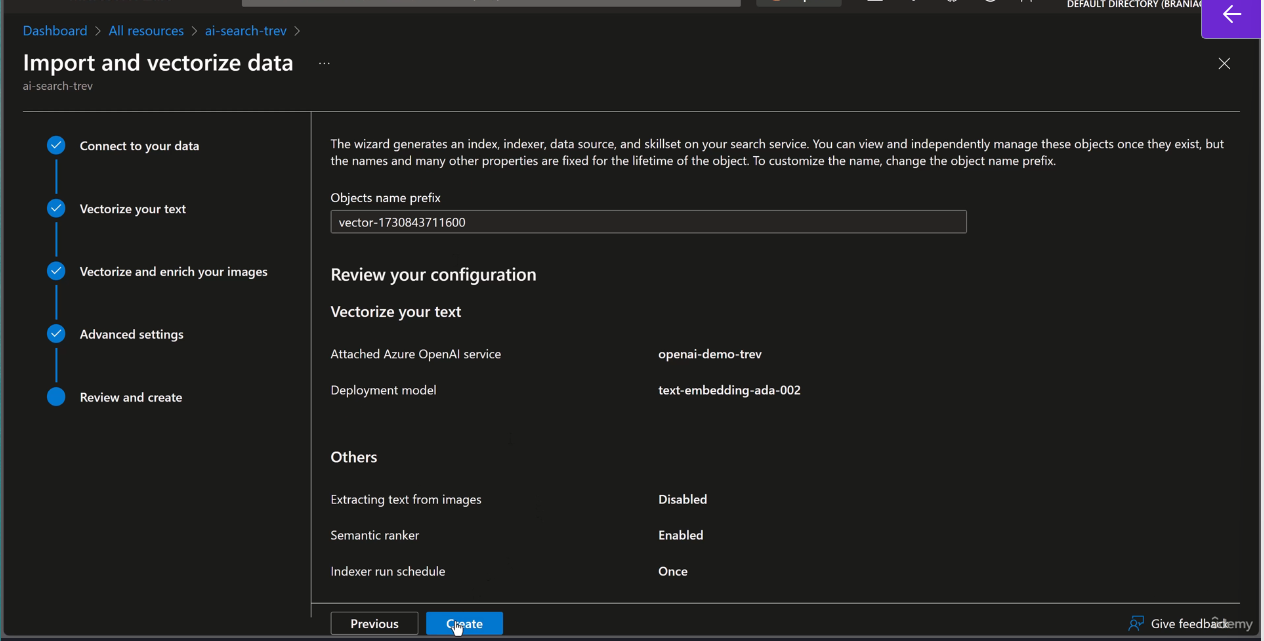 DEFAULT DIRECTORY (BRANIAC
Dashboard > All resources > ai-search-trev >
Import and vectorize data ...
ai-search-trev
Connect to your data
Vectorize your text
Vectorize and enrich your images
Advanced settings
Review and create
The wizard generates an index, indexer, data source, and skillset on your search service. You can view and independently manage these objects once they exist, but
the names and many other properties are fixed for the lifetime of the object. To customize the name, change the object name prefix.
Objects name prefix
vector-1730843711600
Review your configuration
Vectorize your text
Attached Azure OpenAI service openai-demo-trev
Deployment model text-embedding-ada-002
Others
Extracting text from images Disabled
Semantic ranker Enabled
Indexer run schedule Once
Previous Create
Give feedback
ûdemy